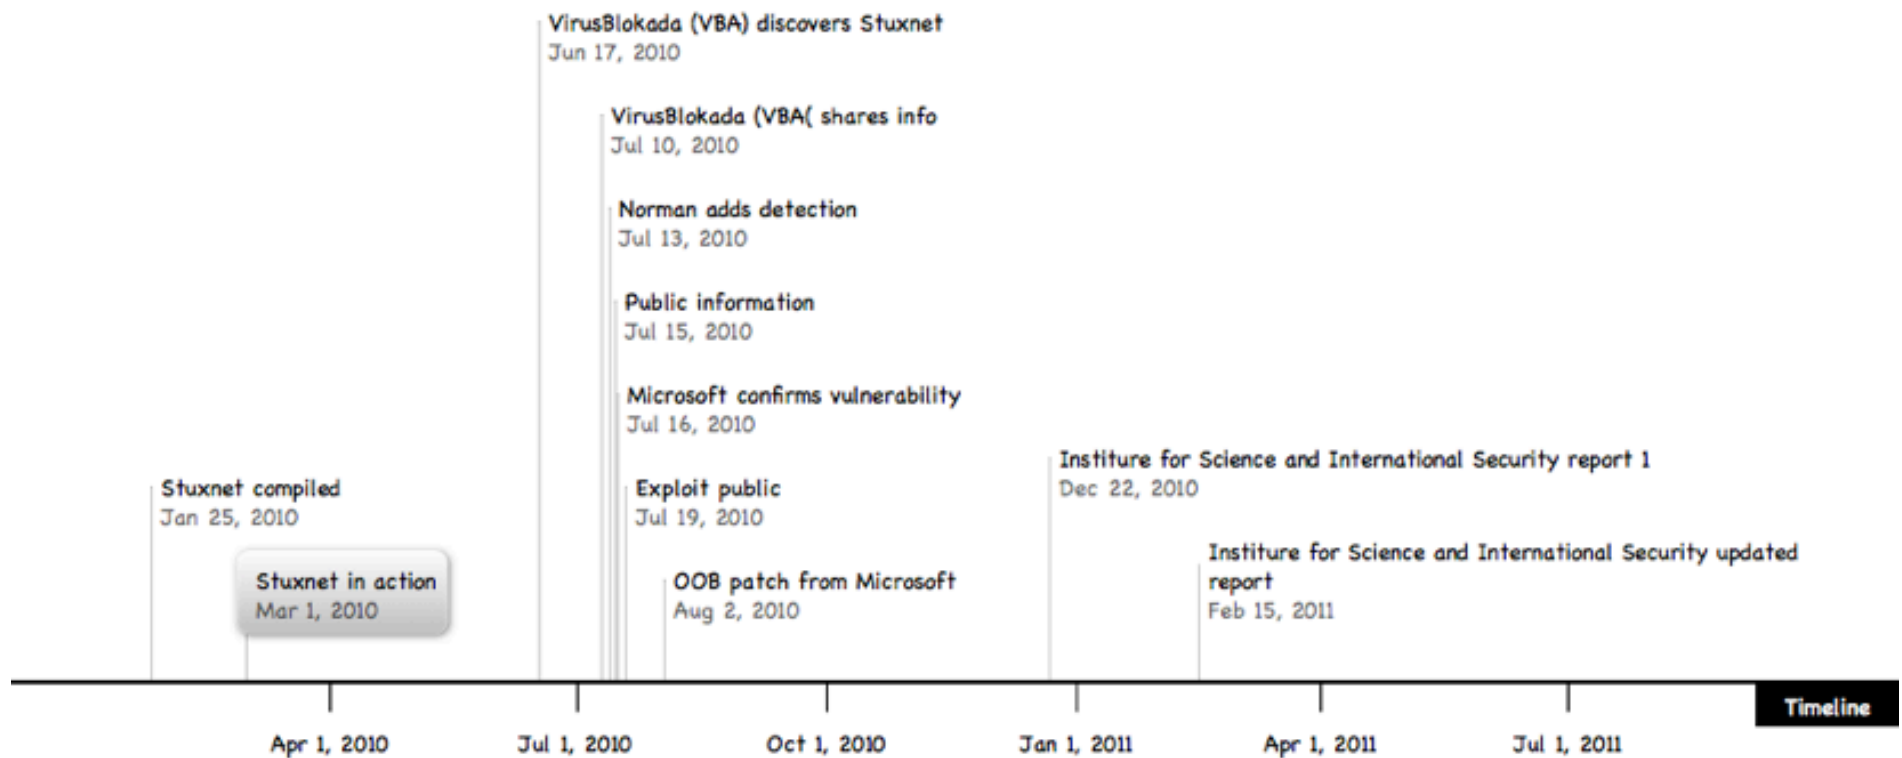 VirusBlokada (VBA) discovers Stuxnet
Jun 17, 2010
VirusBlokada (VBA( shares info
Jul 10, 2010
Norman adds detection
Jul 13, 2010
Public information
Jul 15, 2010
Microsoft confirms vulnerability
Jul 16, 2010
Stuxnet compiled
Jan 25, 2010
Exploit public
Jul 19, 2010
Institure for Science and International Security report 1
Dec 22, 2010
Stuxnet in action
Mar 1, 2010
OOB patch from Microsoft
Aug 2, 2010
Institure for Science and International Security updated
report
Feb 15, 2011
Timeline
Apr 1, 2010
Jul 1, 2010
Oct 1, 2010
Jan 1, 2011
Apr 1, 2011
Jul 1, 2011